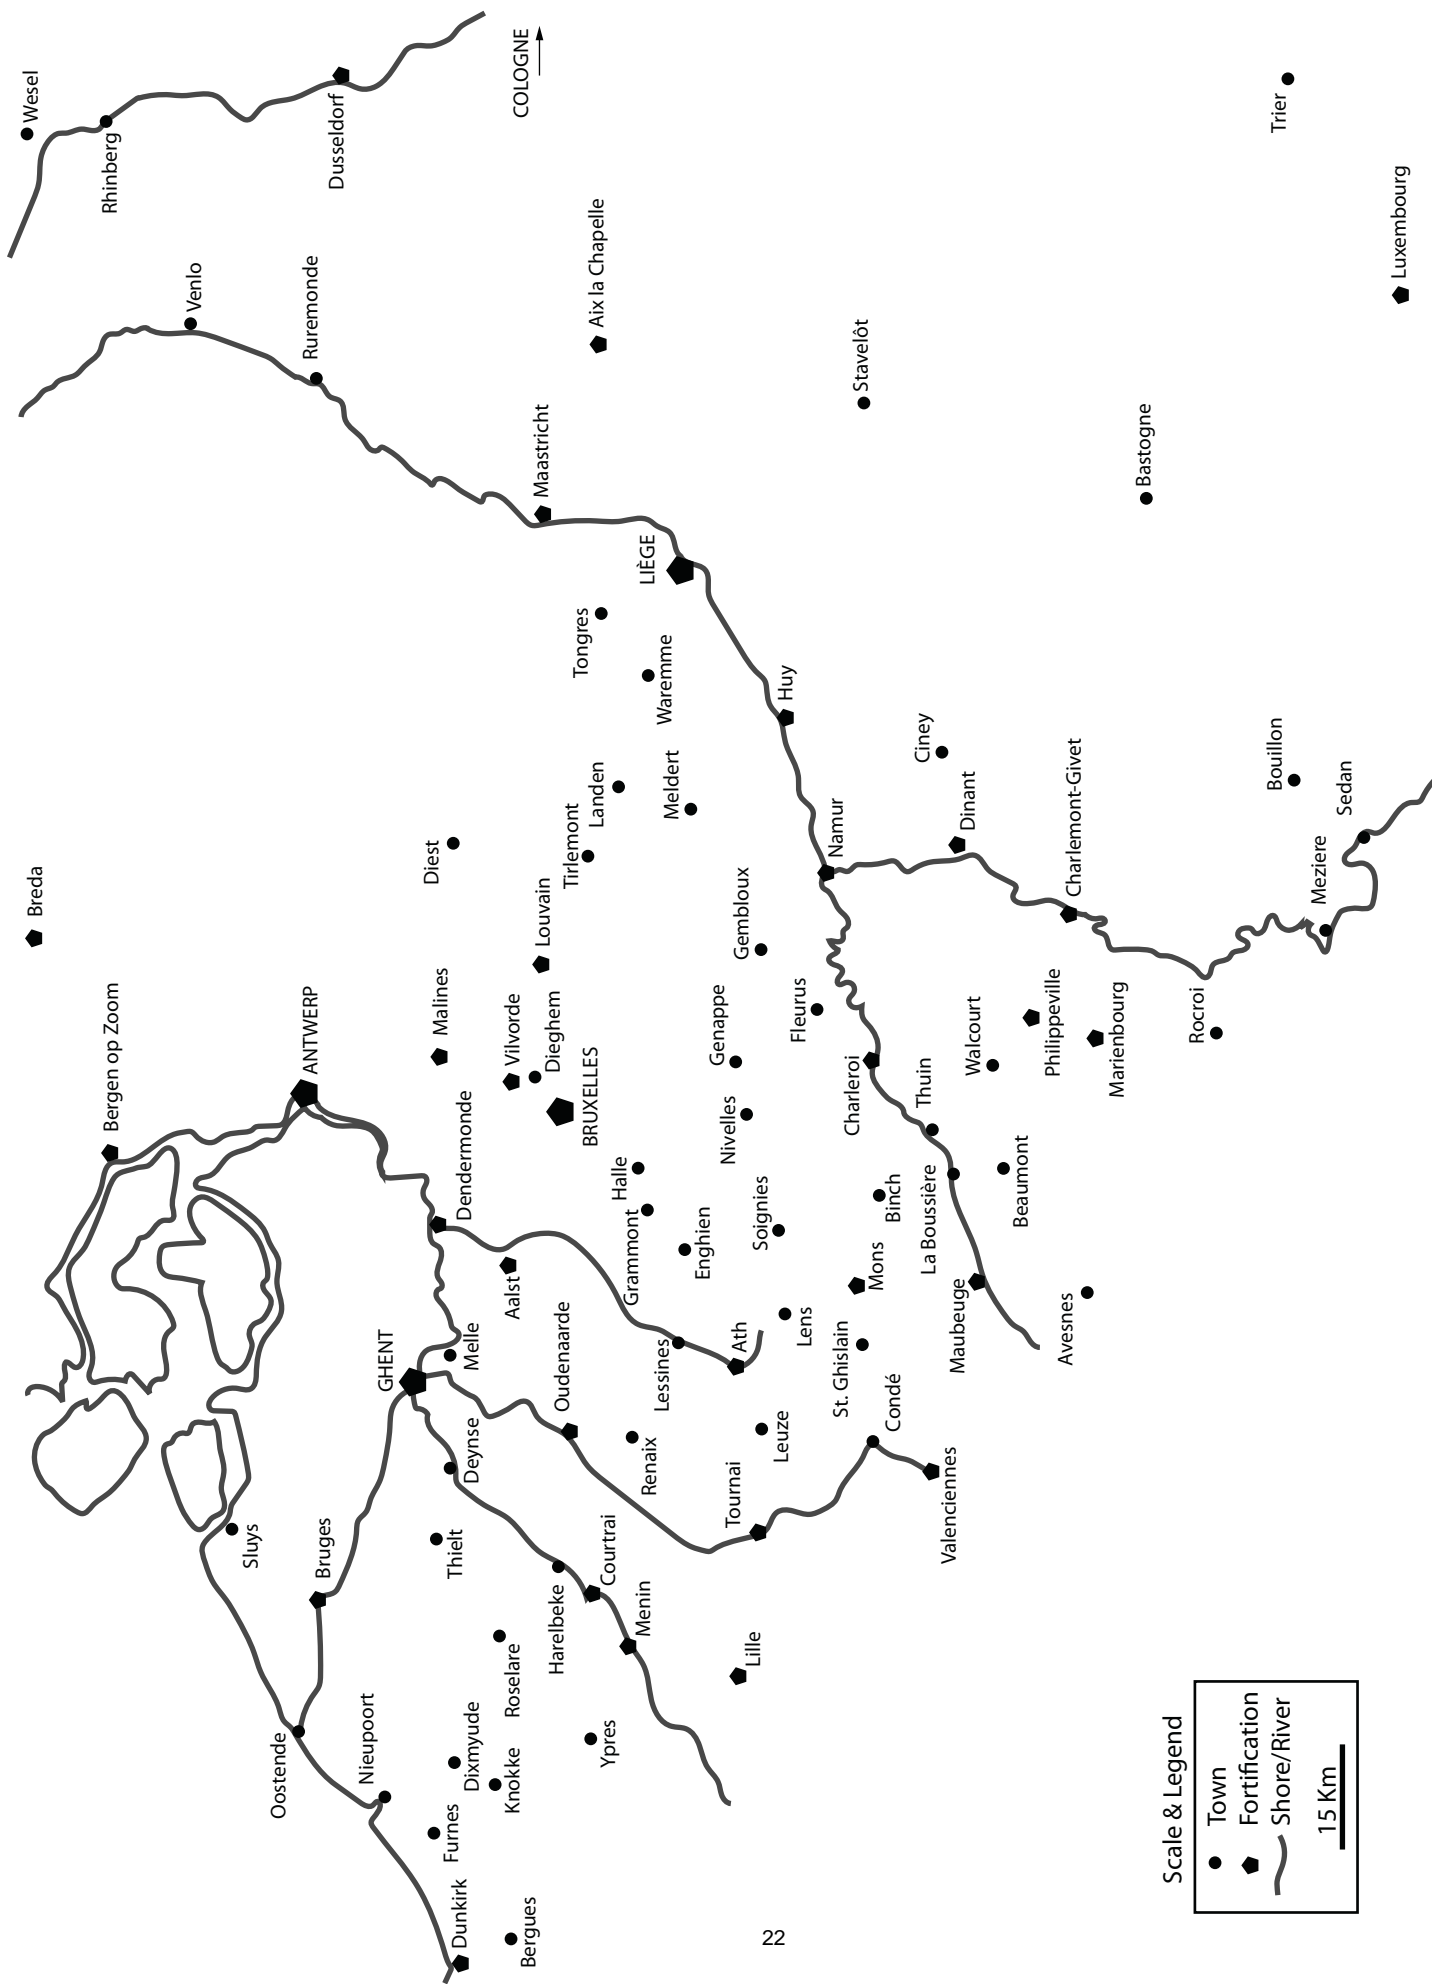 Wesel
Rhinberg
Dusseldorf
COLOGNE
Trier
Luxembourg
Venlo
Ruremonde
Aix la Chapelle
Stavelôt
Maastricht
Bastogne
LIÈGE
Tongres
Waremme
Huy
Ciney
Bouillon
Sedan
Landen
Meldert
Tirlemont
Diest
Namur
Dinant
Charlemont-Givet
Meziere
Breda
Louvain
Gembloux
Bergen op Zoom
ANTWERP
Malines
Vilvorde
Dieghem
BRUXELLES
Genappe
Fleurus
Walcourt
Philippeville
Marienbourg
Rocroi
Dendermonde
Halle
Nivelles
Charleroi
Thuin
Grammont
Enghien
Soignies
Binch
La Boussière
Beaumont
Aalst
Mons
Maubeuge
Avesnes
GHENT
Melle
Oudenaarde
Lessines
Ath
Lens
St. Ghislain
Condé
Deynse
Renaix
Leuze
Tournai
Valenciennes
Sluys
Bruges
Thielt
Harelbeke
Courtrai
Menin
Lille
Roselare
Ypres
Oostende
Nieupoort
Dixmyude
Knokke
Furnes
Dunkirk
Bergues
Scale & Legend
Town
Fortification
Shore/River
15 Km
22